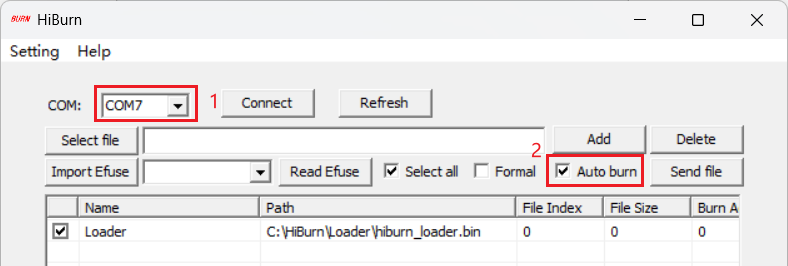 BURN HiBurn
Setting Help
COM: COM7 1 Connect Refresh
Select file 2 Add Delete
Import Efuse Read Efuse Select all Formal Auto burn Send file
Name Path File Index File Size Burn A
Loader C:\HiBurn\Loader\hiburn_loader.bin 0 0 0